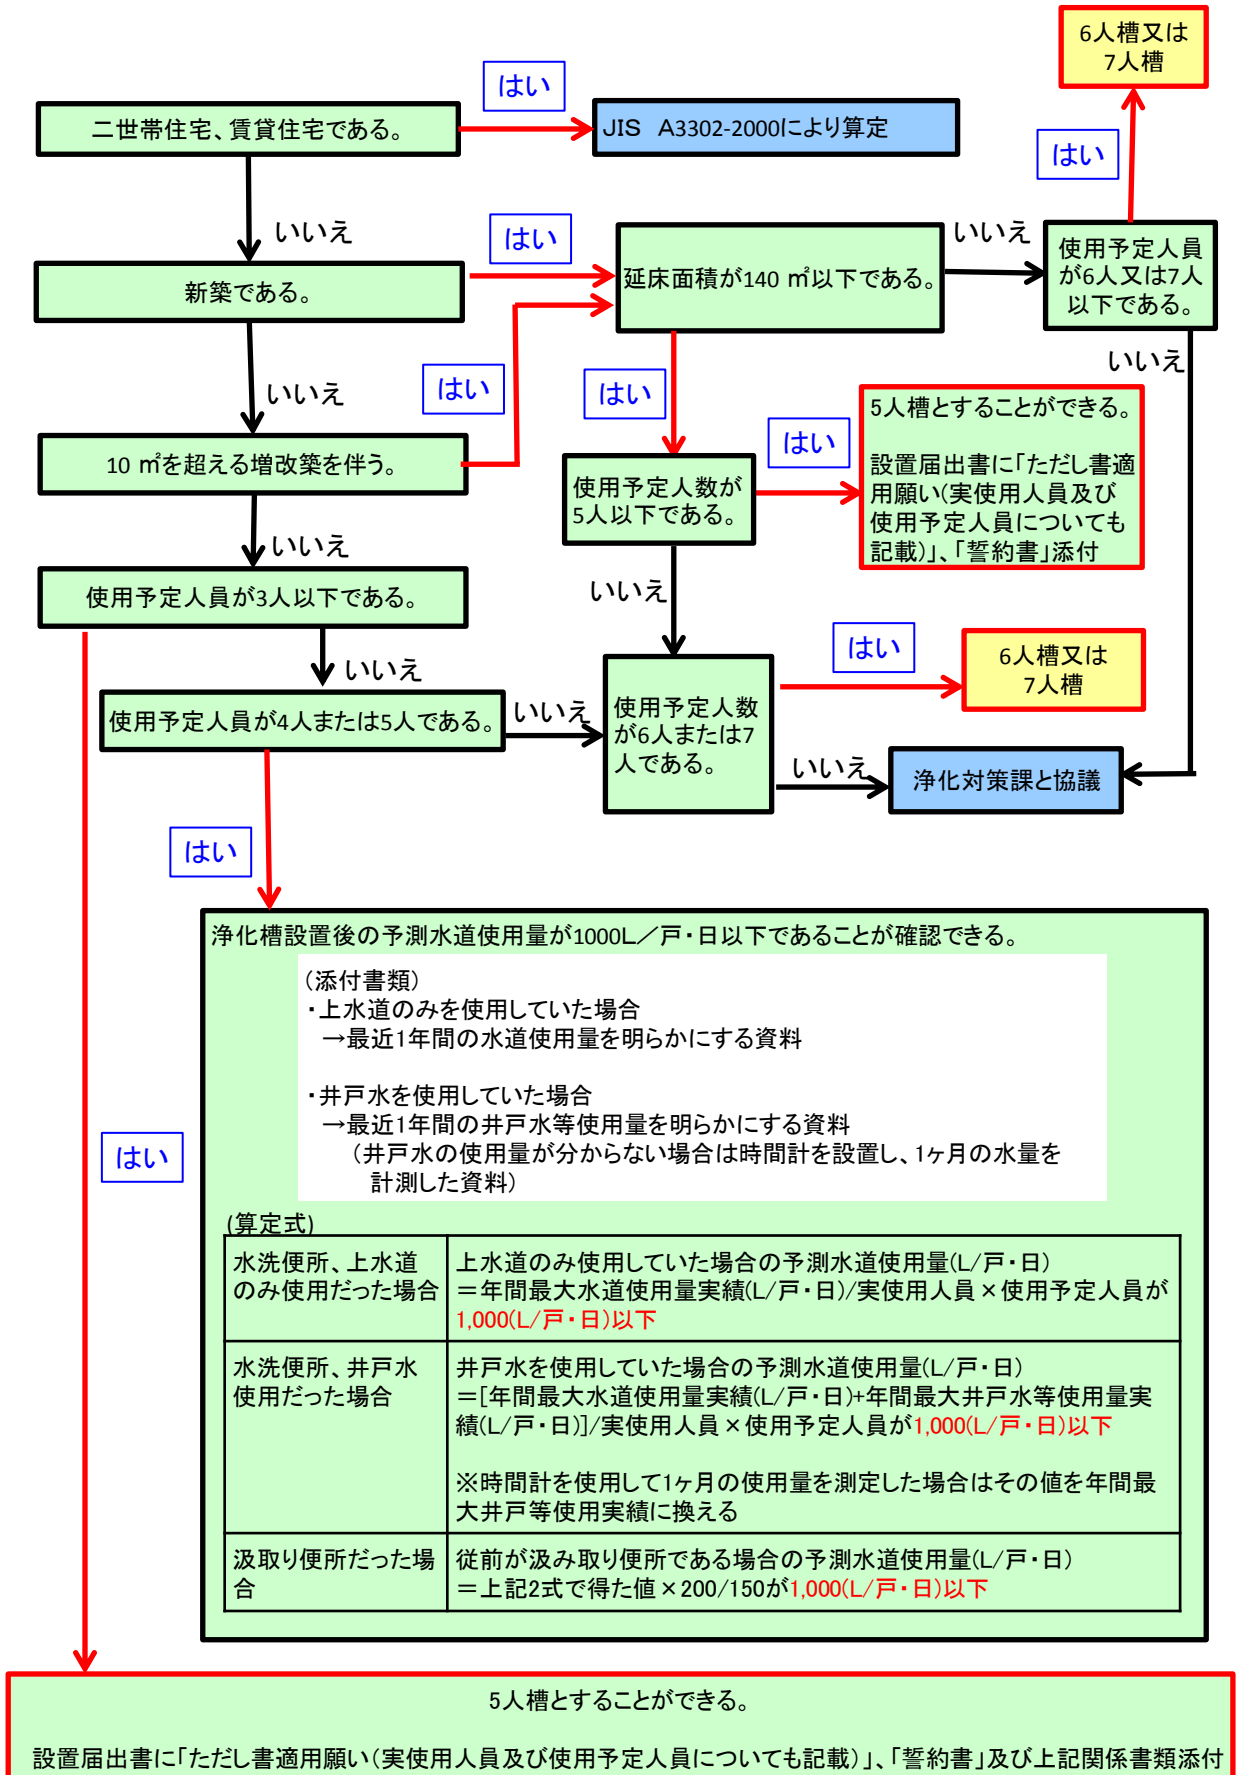 6人槽又は
7人槽
はい
二世帯住宅、賃貸住宅である。
JIS A3302-2000により算定
はい
いいえ
はい
いいえ
使用予定人員
が6人又は7人
以下である。
新築である。
延床面積が140 ㎡以下である。
いいえ
はい
はい
いいえ
5人槽とすることができる。
設置届出書に「ただし書適
用願い(実使用人員及び
使用予定人員についても
記載)」、「誓約書」添付
はい
10 ㎡を超える増改築を伴う。
使用予定人数が
5人以下である。
いいえ
いいえ
使用予定人員が3人以下である。
はい
6人槽又は
7人槽
いいえ
使用予定人員が4人または5人である。
いいえ
使用予定人数
が6人または7
人である。
いいえ
浄化対策課と協議
はい
浄化槽設置後の予測水道使用量が1000L／戸・日以下であることが確認できる。
(添付書類)
・上水道のみを使用していた場合
→最近1年間の水道使用量を明らかにする資料
・井戸水を使用していた場合
→最近1年間の井戸水等使用量を明らかにする資料
(井戸水の使用量が分からない場合は時間計を設置し、1ヶ月の水量を
計測した資料)
はい
(算定式)
水洗便所、上水道
のみ使用だった場合
上水道のみ使用していた場合の予測水道使用量(L/戸・日)
＝年間最大水道使用量実績(L/戸・日)/実使用人員×使用予定人員が
1,000(L/戸・日)以下
水洗便所、井戸水
使用だった場合
井戸水を使用していた場合の予測水道使用量(L/戸・日)
＝[年間最大水道使用量実績(L/戸・日)+年間最大井戸水等使用量実
績(L/戸・日)]/実使用人員×使用予定人員が1,000(L/戸・日)以下
※時間計を使用して1ヶ月の使用量を測定した場合はその値を年間最
大井戸等使用実績に換える
汲取り便所だった場
合
従前が汲み取り便所である場合の予測水道使用量(L/戸・日)
＝上記2式で得た値×200/150が1,000(L/戸・日)以下
5人槽とすることができる。
設置届出書に「ただし書適用願い(実使用人員及び使用予定人員についても記載)」、「誓約書」及び上記関係書類添付